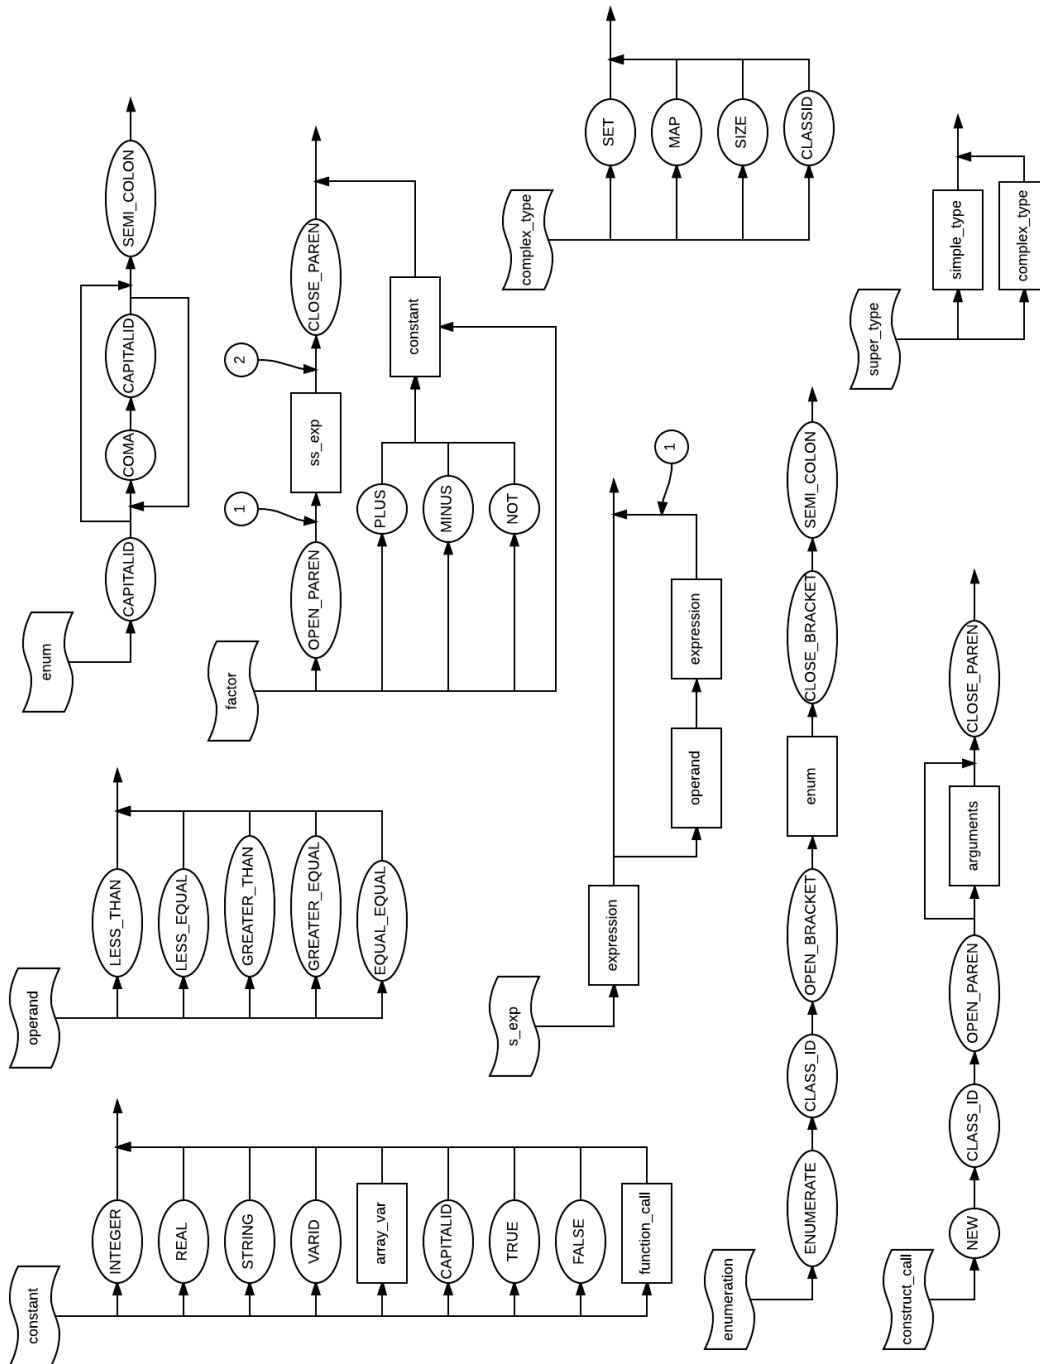 constant
INTEGER
REAL
STRING
VARID
array_var
CAPITALID
TRUE
FALSE
function_call
operand
LESS_THAN
LESS_EQUAL
GREATER_THAN
GREATER_EQUAL
EQUAL_EQUAL
enum
CAPITALID
COMA
CAPITALID
SEMI_COLON
factor
OPEN_PAREN
1
ss_exp
2
CLOSE_PAREN
PLUS
MINUS
NOT
constant
s_exp
expression
operand
expression
1
complex_type
SET
MAP
SIZE
CLASSID
enumeration
ENUMERATE
CLASS_ID
OPEN_BRACKET
enum
CLOSE_BRACKET
SEMI_COLON
super_type
simple_type
complex_type
construct_call
NEW
CLASS_ID
OPEN_PAREN
arguments
CLOSE_PAREN